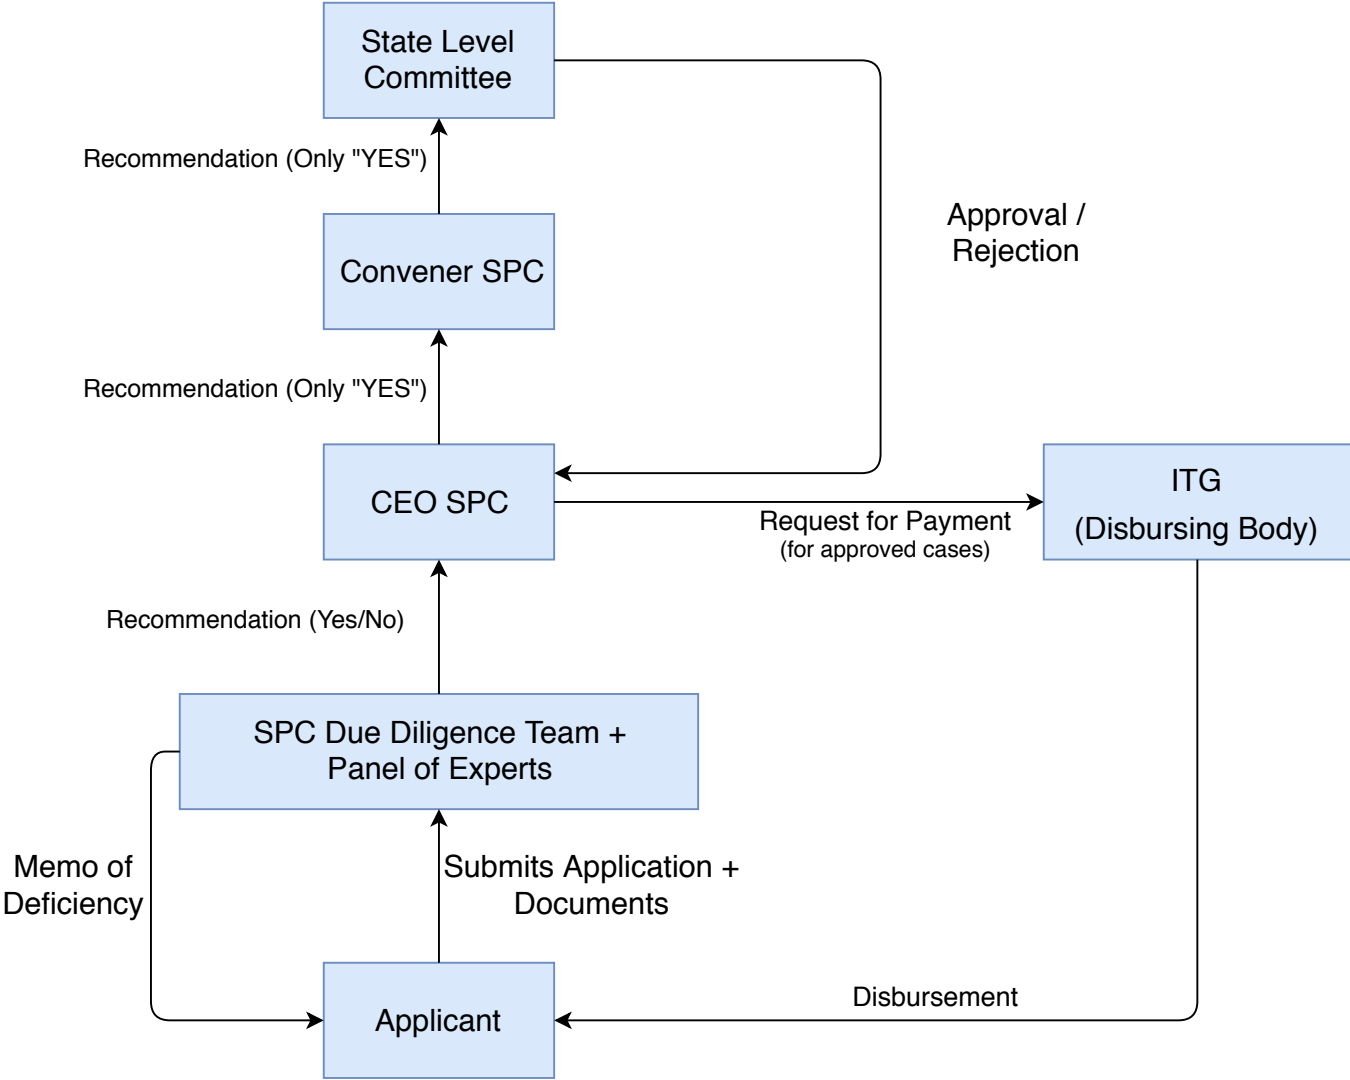 State Level
Committee
Recommendation (Only "YES")
Approval /
Rejection
Convener SPC
Recommendation (Only "YES")
CEO SPC
ITG
(Disbursing Body)
Request for Payment
(for approved cases)
Recommendation (Yes/No)
SPC Due Diligence Team +
Panel of Experts
Memo of
Deficiency
Submits Application +
Documents
Disbursement
Applicant